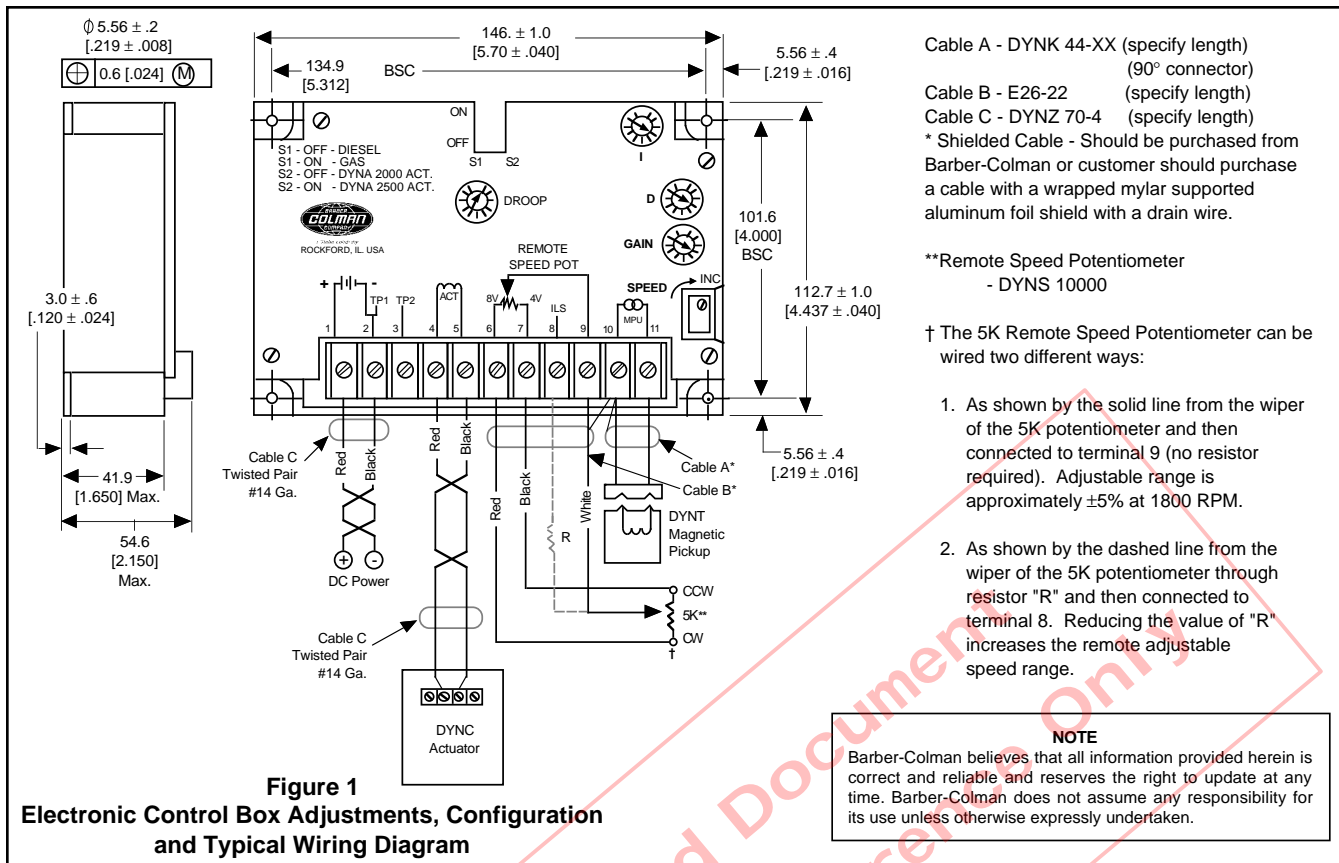 ∅ 5.56 ± .2
[.219 ± .008]
⌖ 0.6 [.024] Ⓜ
3.0 ± .6
[.120 ± .024]
41.9
[1.650] Max.
54.6
[2.150]
Max.
146. ± 1.0
[5.70 ± .040]
134.9
[5.312]
BSC
5.56 ± .4
[.219 ± .016]
ON
OFF
S1 S2
S1 - OFF - DIESEL
S1 - ON - GAS
S2 - OFF - DYNA 2000 ACT.
S2 - ON - DYNA 2500 ACT.
BARBER
COLMAN
COMPANY
ROCKFORD, IL. USA
DROOP
I
D
GAIN
SPEED
INC
101.6
[4.000]
BSC
112.7 ± 1.0
[4.437 ± .040]
5.56 ± .4
[.219 ± .016]
REMOTE
SPEED POT
+ -
TP1 TP2
ACT
8V 4V
ILS
MPU
1 2 3 4 5 6 7 8 9 10 11
Cable C
Twisted Pair
#14 Ga.
Red
Black
+ -
DC Power
Red
Black
Cable C
Twisted Pair
#14 Ga.
DYNC
Actuator
Red
Black
R
White
Cable A*
Cable B*
DYNT
Magnetic
Pickup
CCW
5K**
CW
†
Figure 1
Electronic Control Box Adjustments, Configuration
and Typical Wiring Diagram
Cable A - DYNK 44-XX (specify length)
(90° connector)
Cable B - E26-22 (specify length)
Cable C - DYNZ 70-4 (specify length)
* Shielded Cable - Should be purchased from
Barber-Colman or customer should purchase
a cable with a wrapped mylar supported
aluminum foil shield with a drain wire.
**Remote Speed Potentiometer
- DYNS 10000
† The 5K Remote Speed Potentiometer can be
wired two different ways:
1. As shown by the solid line from the wiper
of the 5K potentiometer and then
connected to terminal 9 (no resistor
required). Adjustable range is
approximately ±5% at 1800 RPM.
2. As shown by the dashed line from the
wiper of the 5K potentiometer through
resistor "R" and then connected to
terminal 8. Reducing the value of "R"
increases the remote adjustable
speed range.
NOTE
Barber-Colman believes that all information provided herein is
correct and reliable and reserves the right to update at any
time. Barber-Colman does not assume any responsibility for
its use unless otherwise expressly undertaken.
Document
Only